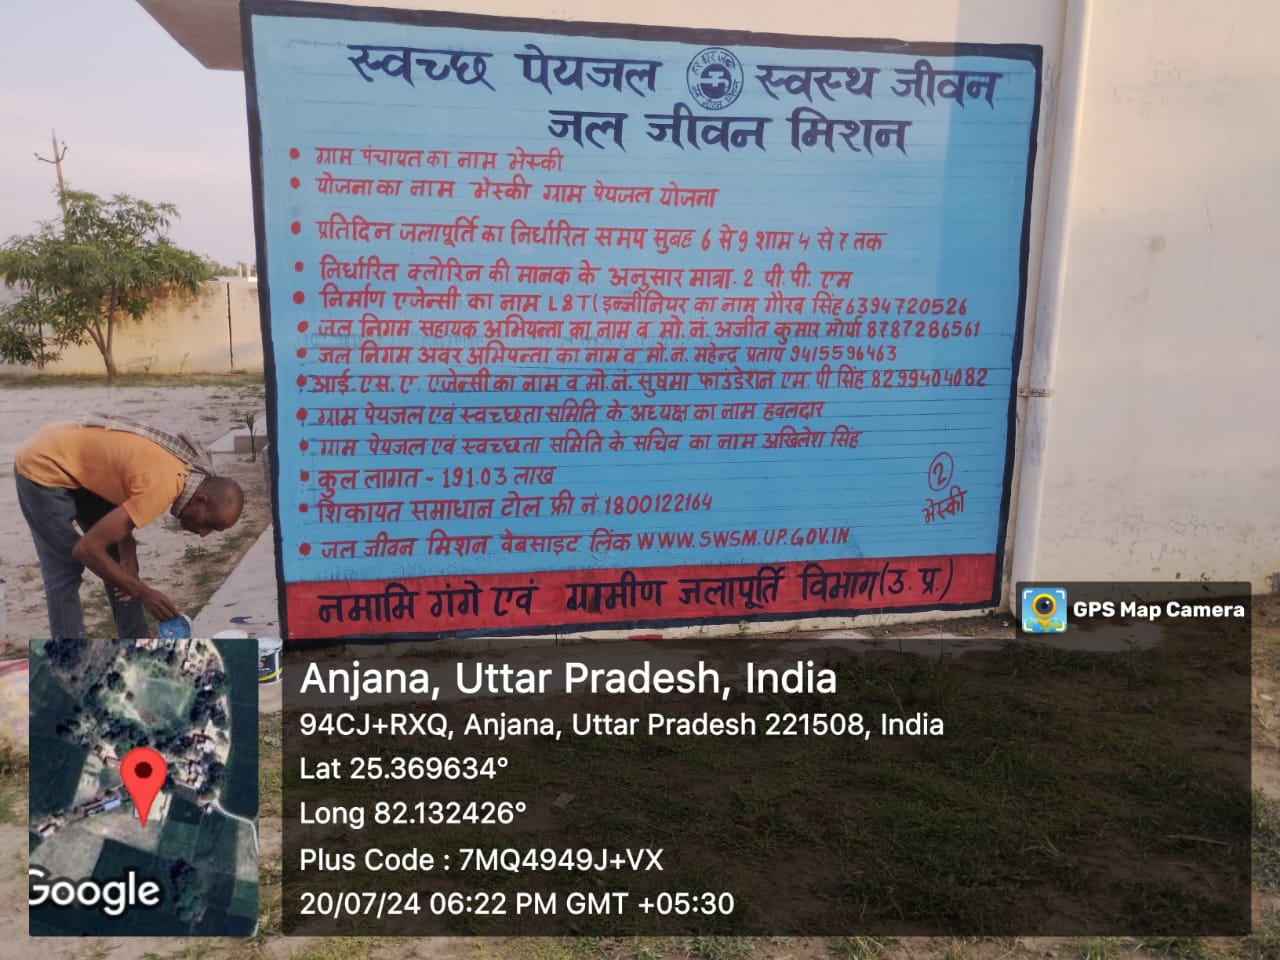 स्वच्छ पेयजल स्वस्थ जीवन
हर घर जल
जल जीवन मिशन
जल जीवन मिशन
• ग्राम पंचायत का नाम भेस्की
• योजना का नाम भेस्की ग्राम पेयजल योजना
• प्रतिदिन जलापूर्ति का निर्धारित समय सुबह 6 से 9 शाम 4 से 7 तक
• निर्धारित क्लोरिन की मानक के अनुसार मात्रा- 2 पी. पी. एम
• निर्माण एजेन्सी का नाम L&T (इन्जीनियर का नाम गौरव सिंह 6394720526
• जल निगम सहायक अभियन्ता का नाम व मो. नं. अजीत कुमार मौर्या 8787286561
• जल निगम अवर अभियन्ता का नाम व मो. न. महेन्द्र प्रताप 9415596463
• आई. एस. ए. एजेन्सी का नाम व मो. नं. सुषमा फाउंडेशन एम. पी सिंह 8299404082
• ग्राम पेयजल एवं स्वच्छता समिति के अध्यक्ष का नाम हवलदार
• ग्राम पेयजल एवं स्वच्छता समिति के सचिव का नाम अखिलेश सिंह
• कुल लागत - 191.03 लाख
• शिकायत समाधान टोल फ्री नं. 1800122164
• जल जीवन मिशन वेबसाइट लिंक WWW.SWSM.UP.GOV.IN
2
भेस्की
नमामि गंगे एवं ग्रामीण जलापूर्ति विभाग (उ. प्र.)
GPS Map Camera
Anjana, Uttar Pradesh, India
94CJ+RXQ, Anjana, Uttar Pradesh 221508, India
Lat 25.369634°
Long 82.132426°
Plus Code : 7MQ4949J+VX
20/07/24 06:22 PM GMT +05:30
Google